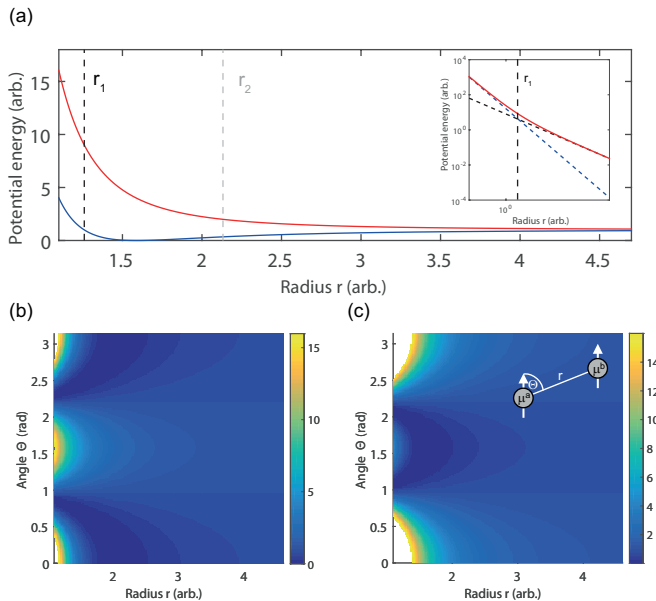 (a)
Potential energy (arb.)
15
10
5
0
r1
r2
1.5
2
2.5
3
3.5
4
4.5
Radius r (arb.)
Potential energy (arb.)
10^4
10^2
10^0
10^-2
10^-4
r1
10^0
Radius r (arb.)
(b)
Angle Θ (rad)
3
2.5
2
1.5
1
0.5
0
2
3
4
Radius r (arb.)
15
10
5
0
(c)
Angle Θ (rad)
3
2.5
2
1.5
1
0.5
0
Θ
r
μ^a
μ^b
2
3
4
Radius r (arb.)
14
12
10
8
6
4
2